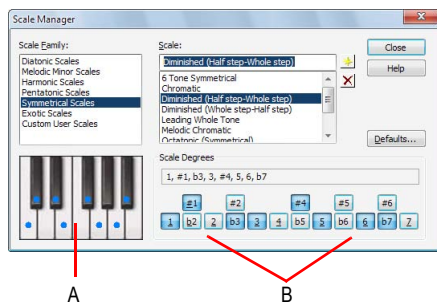 Scale Manager
Scale Family:
Diatonic Scales
Melodic Minor Scales
Harmonic Scales
Pentatonic Scales
Symmetrical Scales
Exotic Scales
Custom User Scales
Scale:
Diminished (Half step-Whole step)
6 Tone Symmetrical
Chromatic
Diminished (Half step-Whole step)
Diminished (Whole step-Half step)
Leading Whole Tone
Melodic Chromatic
Octatonic (Symmetrical)
Close
Help
Defaults...
Scale Degrees
1, #1, b3, 3, #4, 5, 6, b7
#1 #2 #4 #5 #6
1 b2 2 b3 3 4 b5 5 b6 6 b7 7
A B